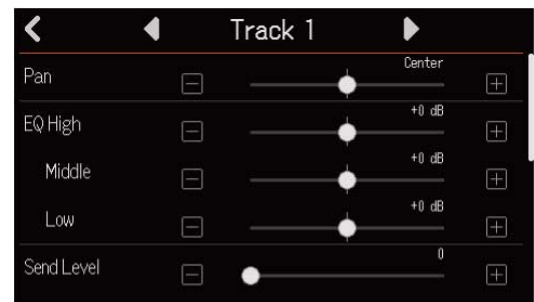 Track 1
Pan
Center
EQ High
+0 dB
Middle
+0 dB
Low
+0 dB
Send Level
0